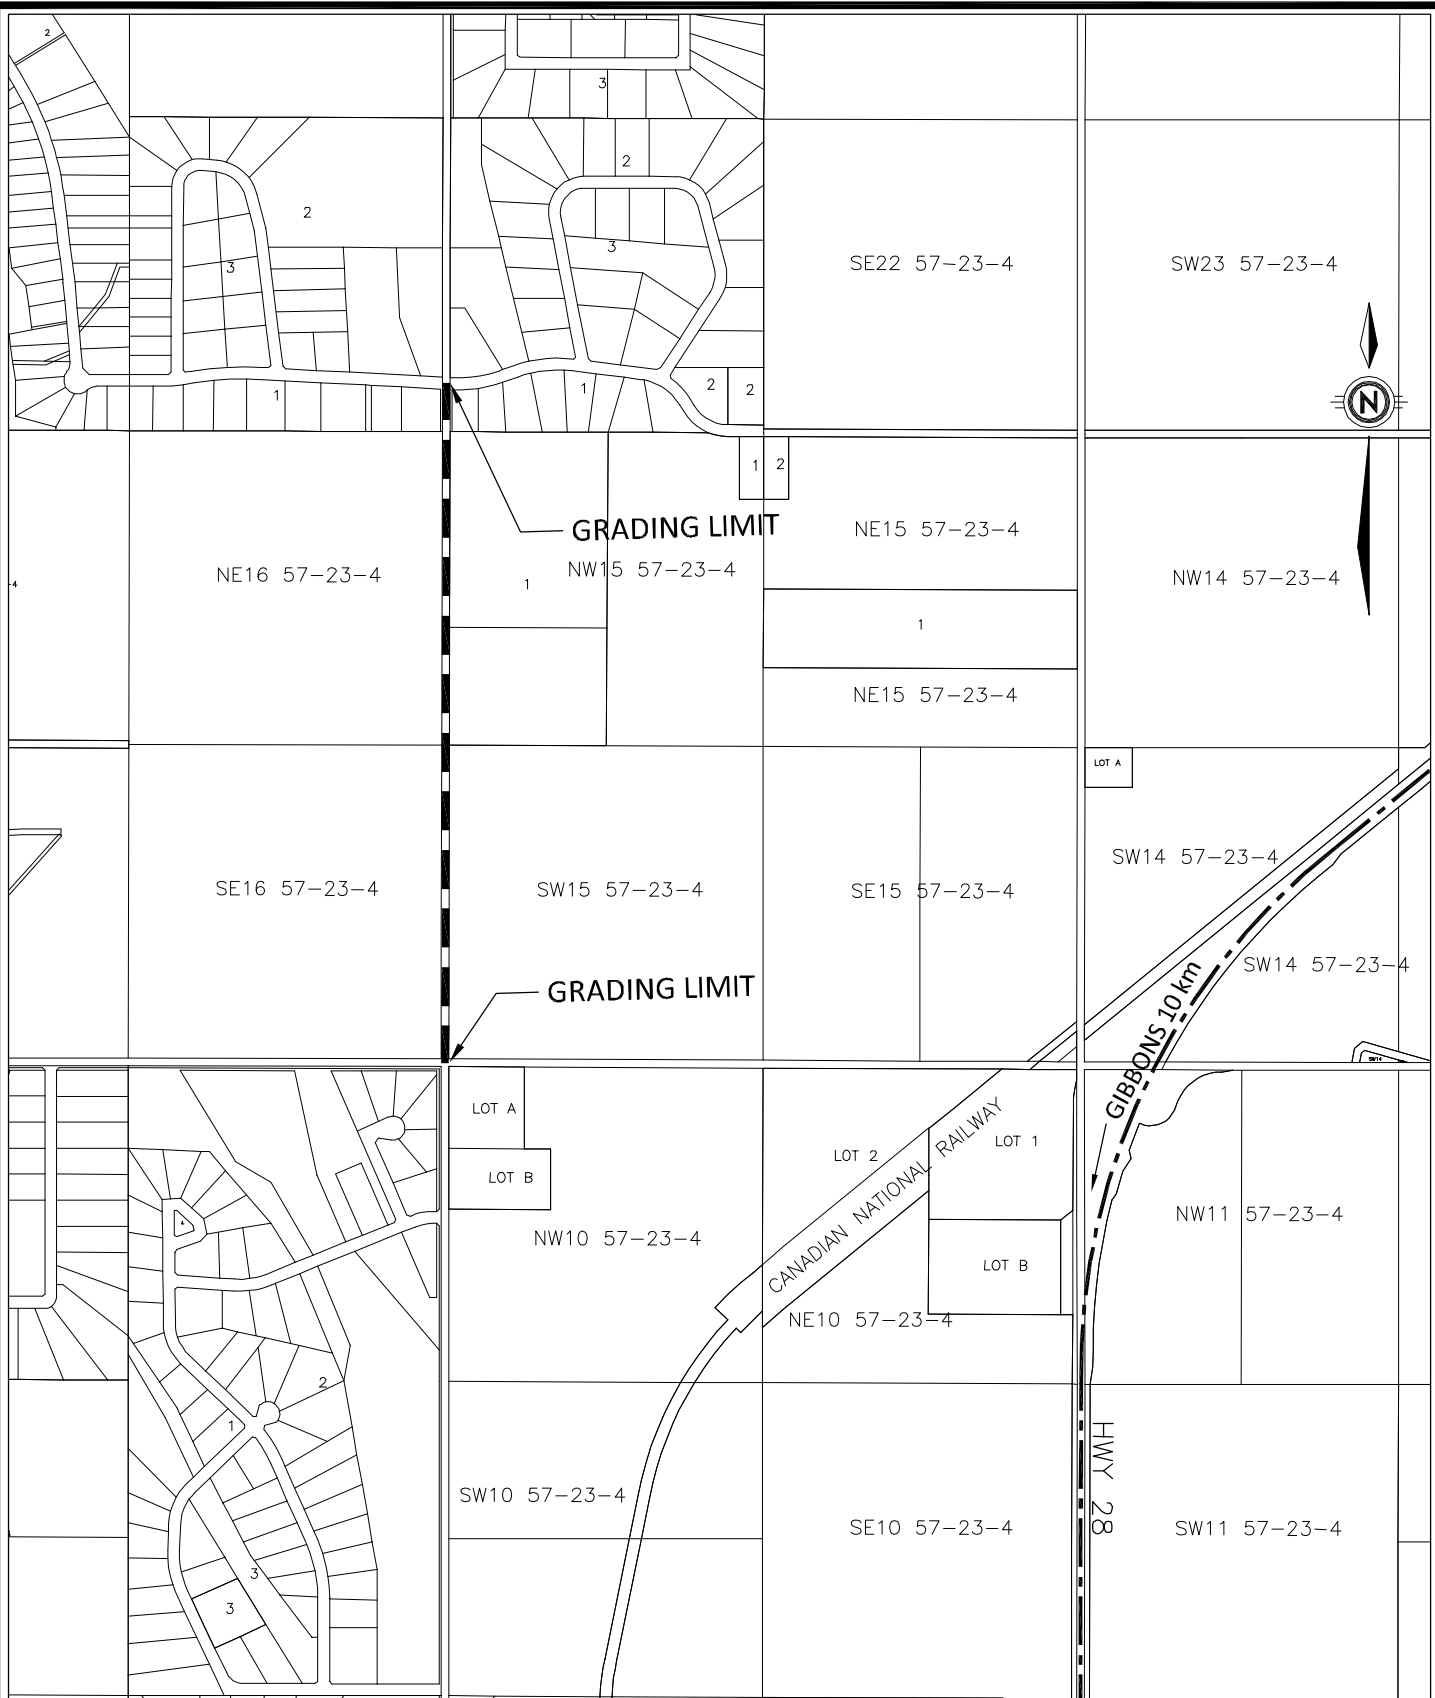 2
3
2
2
3
3
SE22 57-23-4
SW23 57-23-4
N
1
1
2
2
1 2
GRADING LIMIT
NE15 57-23-4
NE16 57-23-4
1
NW15 57-23-4
NW14 57-23-4
-4
1
NE15 57-23-4
LOT A
SW14 57-23-4
SE16 57-23-4
SW15 57-23-4
SE15 57-23-4
SW14 57-23-4
GRADING LIMIT
GIBBONS 10 km
SW14
LOT A
LOT B
LOT 2
LOT 1
CANADIAN NATIONAL RAILWAY
NW10 57-23-4
LOT B
NW11 57-23-4
NE10 57-23-4
2
1
HWY 28
SW10 57-23-4
SE10 57-23-4
SW11 57-23-4
3
3